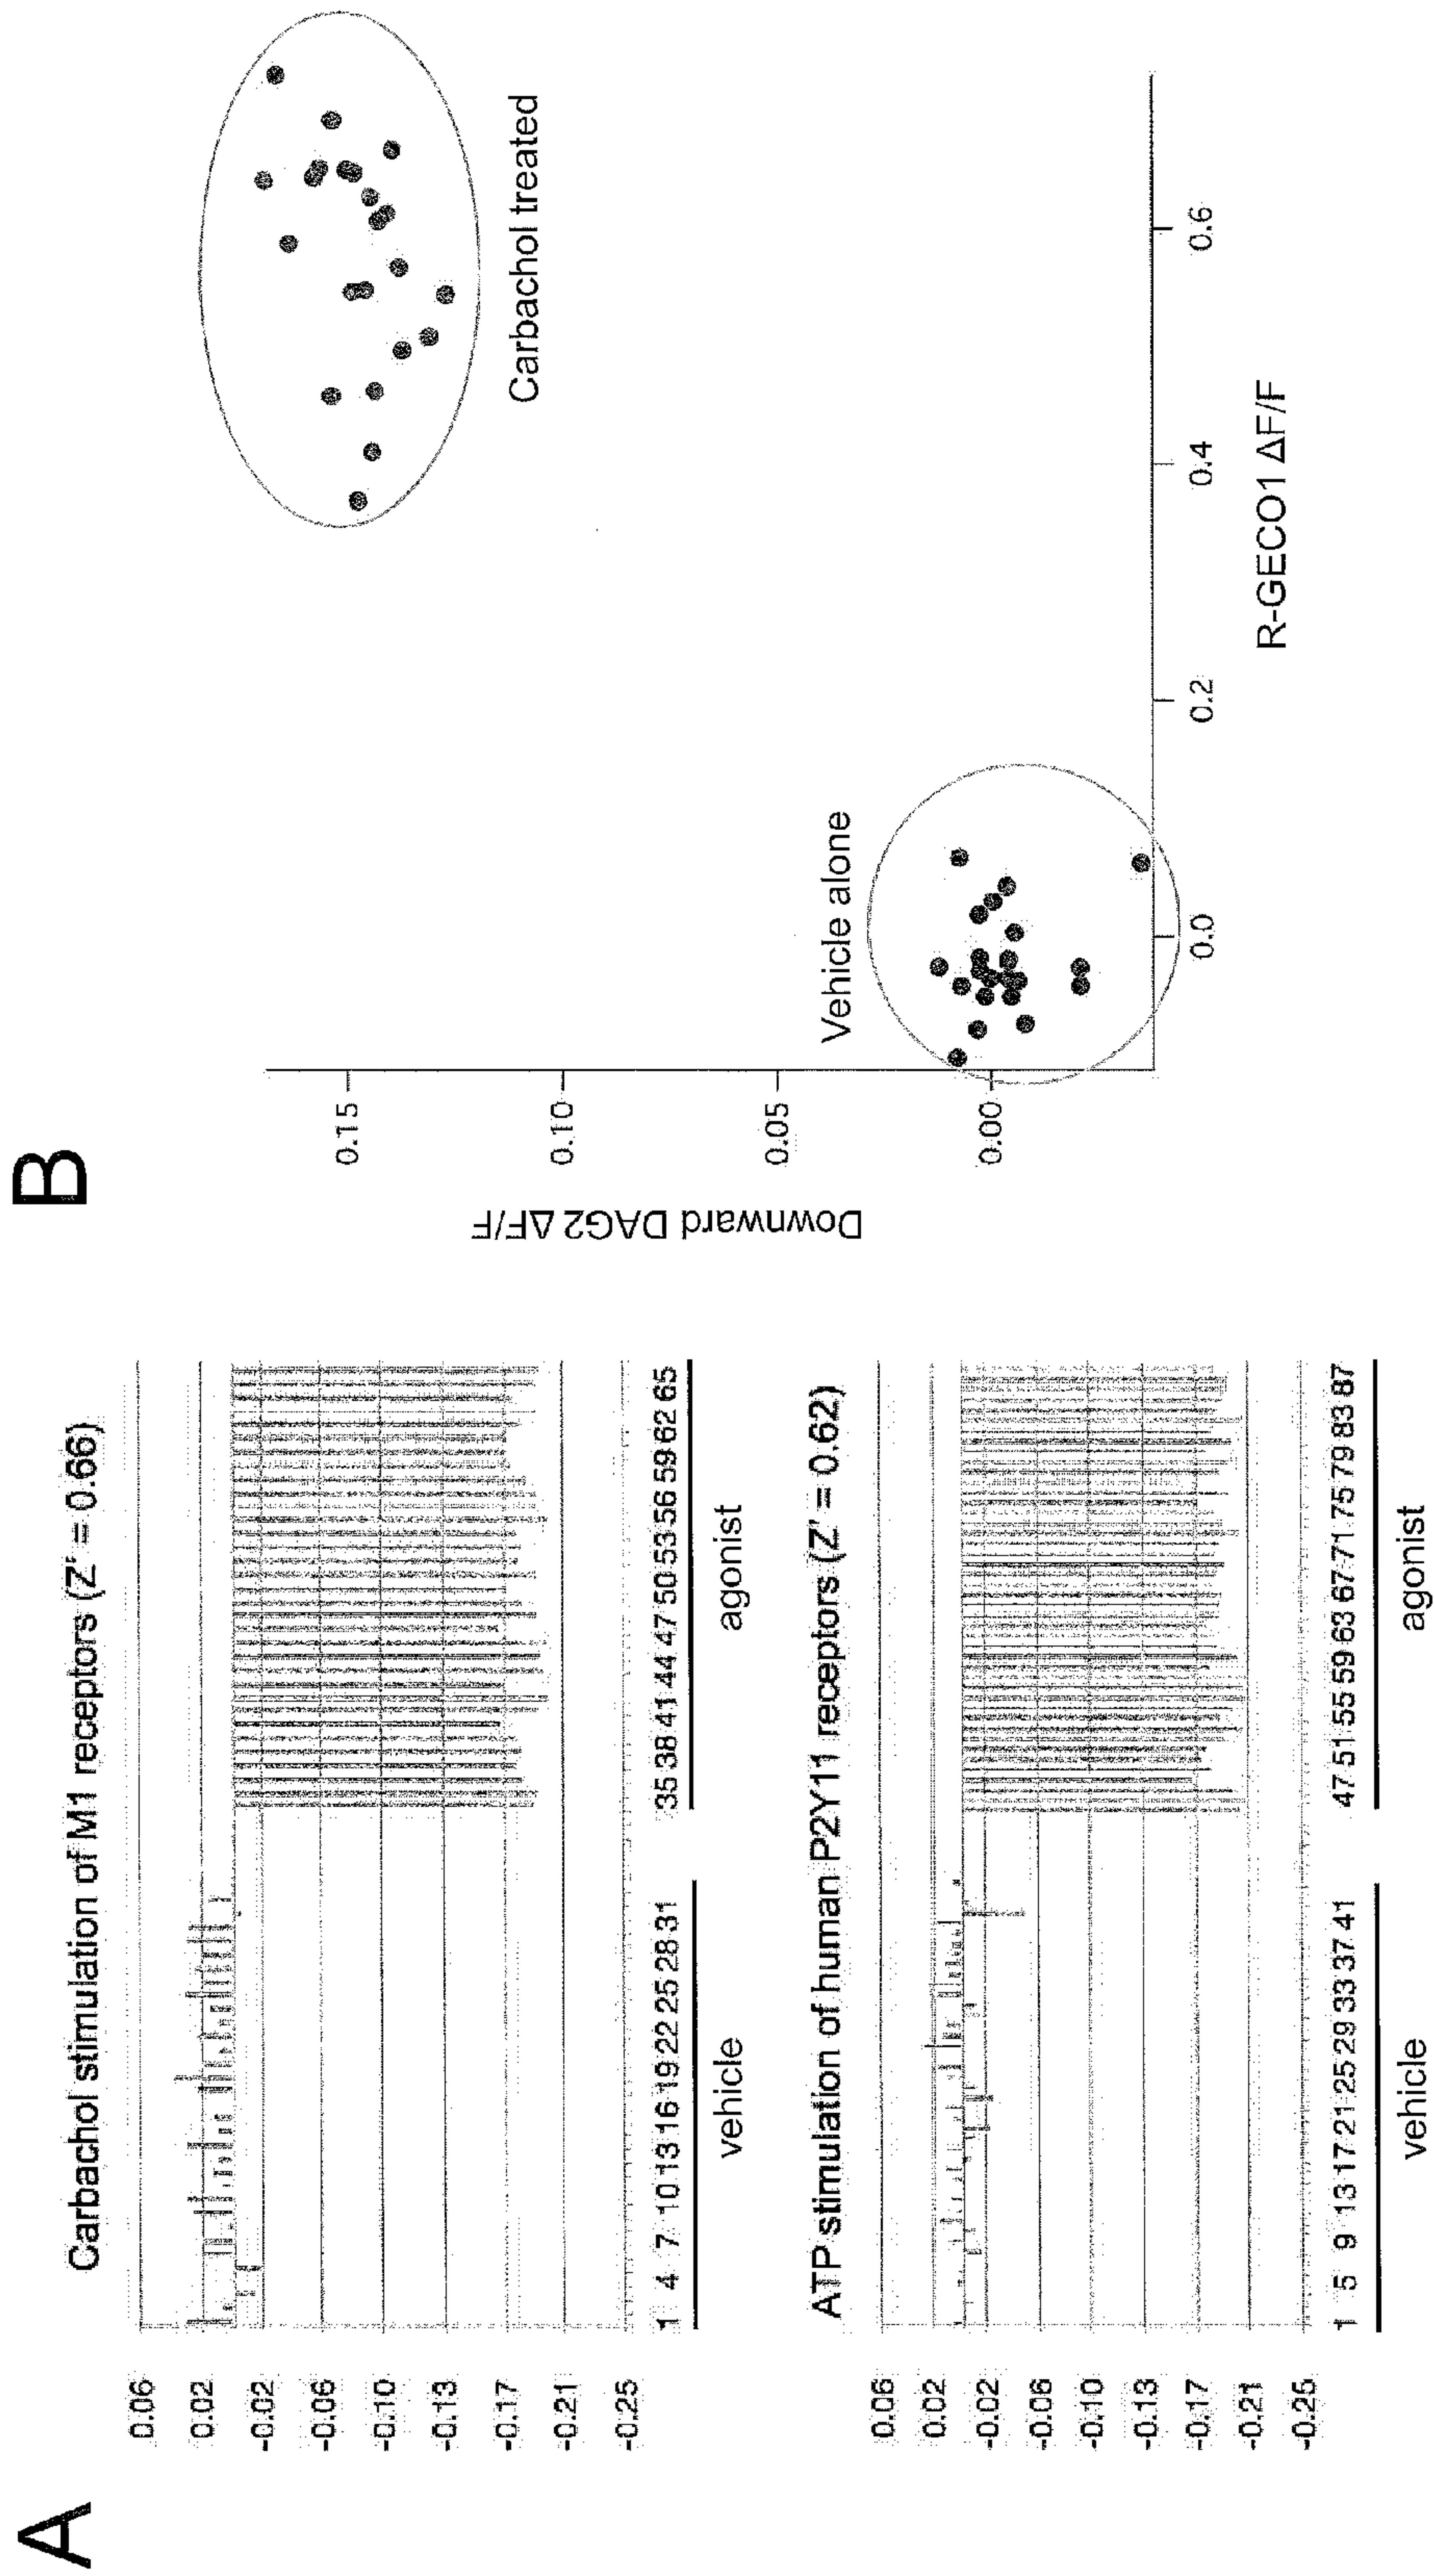 A
Carbachol stimulation of M1 receptors (Z' = 0.66)
0.06
0.02
-0.02
-0.06
-0.10
-0.13
-0.17
-0.21
-0.25
1 4 7 10 13 16 19 22 25 28 31
35 38 41 44 47 50 53 56 59 62 65
vehicle
agonist
ATP stimulation of human P2Y11 receptors (Z' = 0.62)
0.06
0.02
-0.02
-0.06
-0.10
-0.13
-0.17
-0.21
-0.25
1 5 9 13 17 21 25 29 33 37 41
47 51 55 59 63 67 71 75 79 83 87
vehicle
agonist
B
Downward DAG2 ΔF/F
0.15
0.10
0.05
0.00
Carbachol treated
Vehicle alone
0.0
0.2
0.4
0.6
R-GECO1 ΔF/F